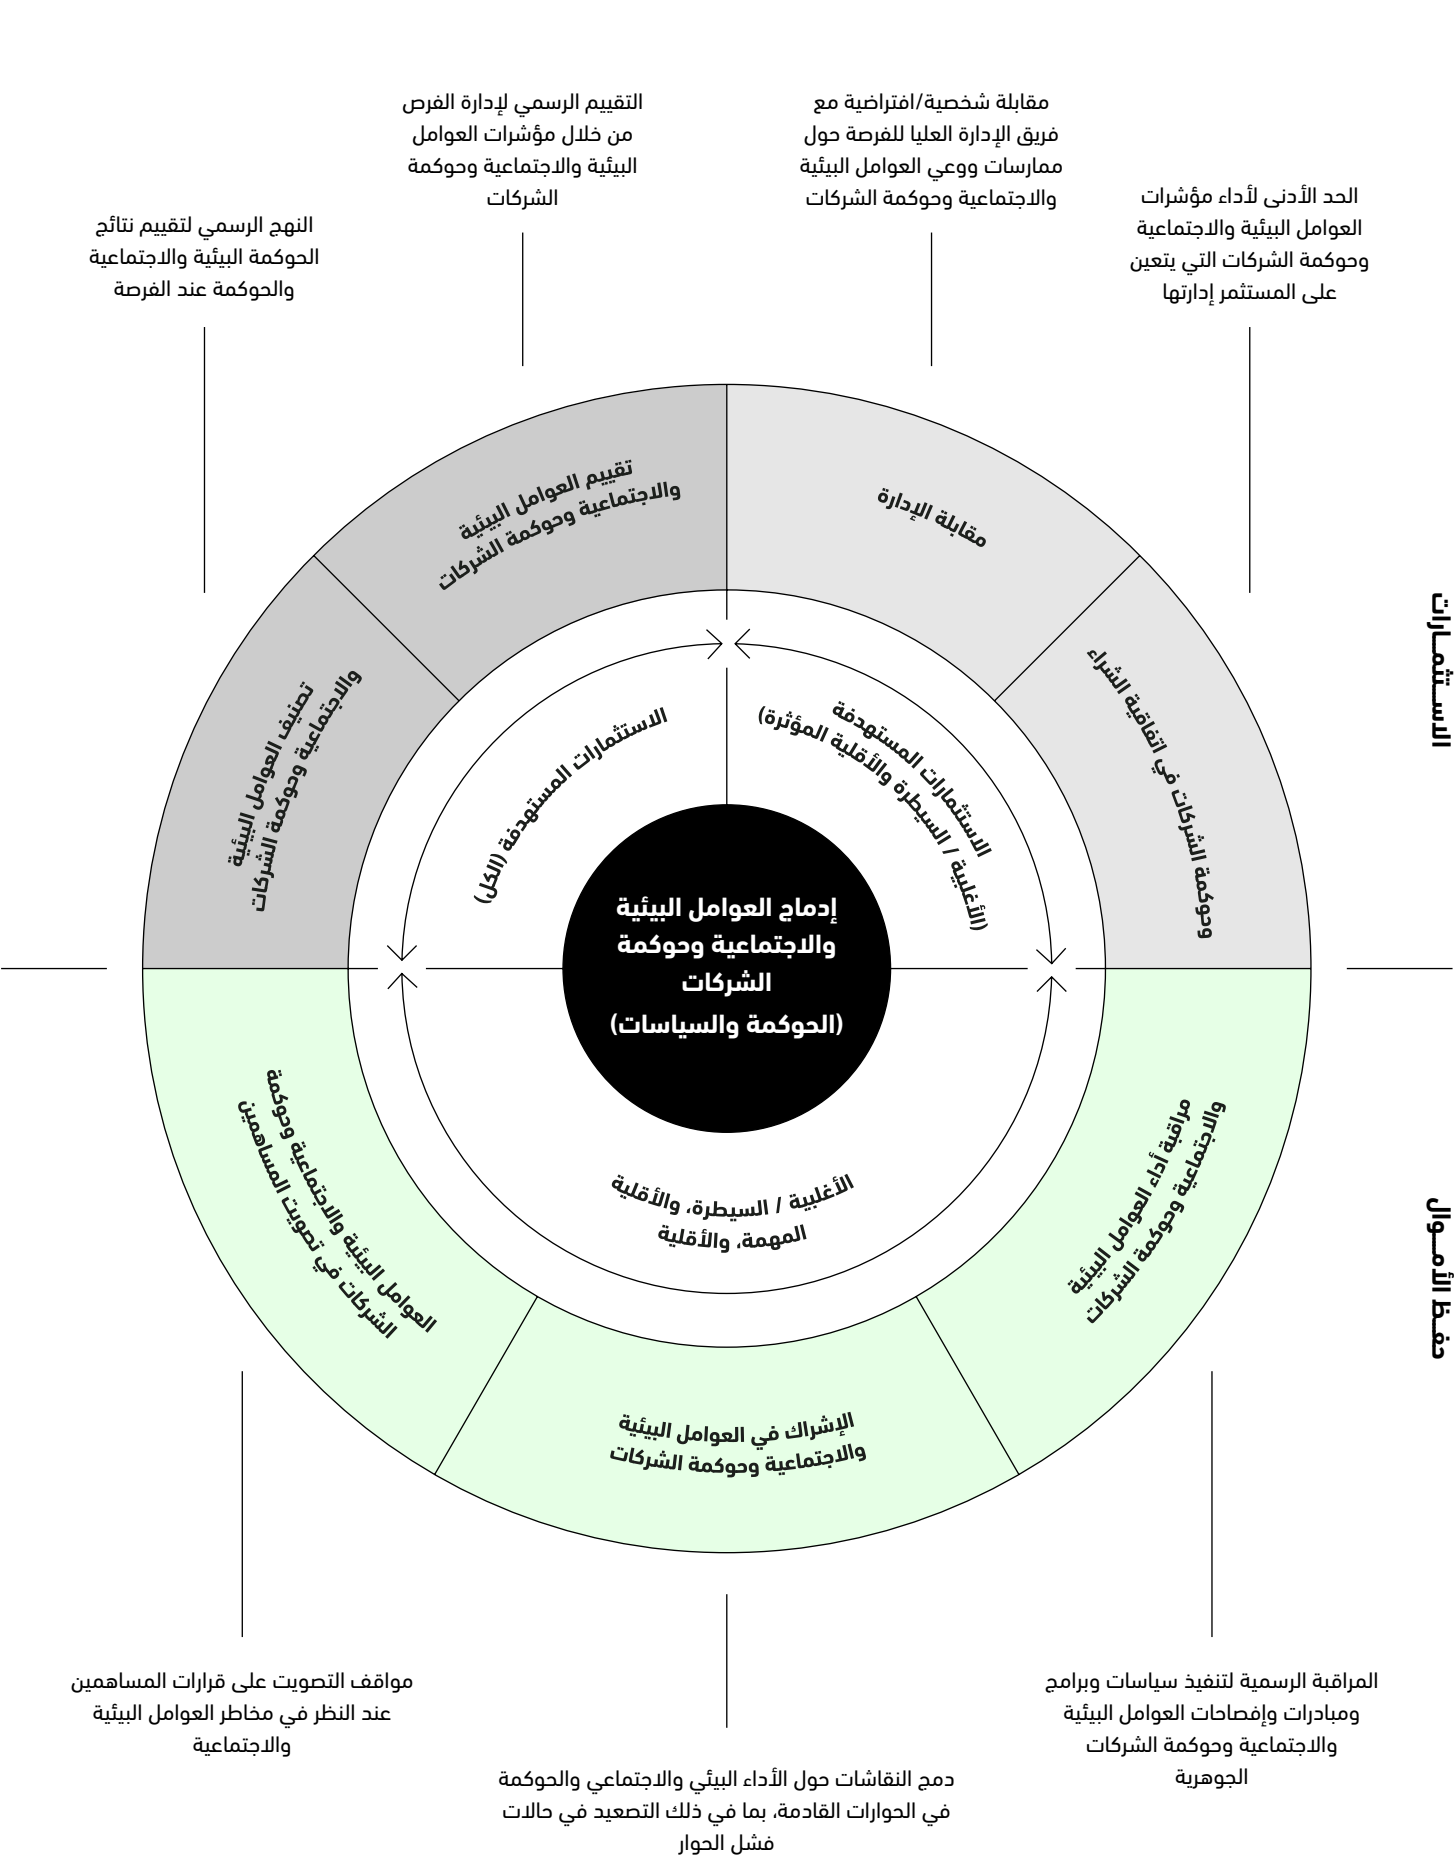 مقابلة شخصية/افتراضية مع
فريق الإدارة العليا للفرصة حول
ممارسات ووعي العوامل البيئية
والاجتماعية وحوكمة الشركات
التقييم الرسمي لإدارة الفرص
من خلال مؤشرات العوامل
البيئية والاجتماعية وحوكمة
الشركات
الحد الأدنى لأداء مؤشرات
العوامل البيئية والاجتماعية
وحوكمة الشركات التي يتعين
على المستثمر إدارتها
النهج الرسمي لتقييم نتائج
الحوكمة البيئية والاجتماعية
والحوكمة عند الفرصة
الاســتثمــارات
مقابلة الإدارة
وحوكمة الشركات في اتفاقية الشراء
تقييم العوامل البيئية
والاجتماعية وحوكمة الشركات
تصنيف العوامل البيئية
والاجتماعية وحوكمة الشركات
الاستثمارات المستهدفة
(الأغلبية / السيطرة والأقلية المؤثرة)
الاستثمارات المستهدفة (الكل)
إدماج العوامل البيئية
والاجتماعية وحوكمة
الشركات
(الحوكمة والسياسات)
الأغلبية / السيطرة، والأقلية
المهمة، والأقلية
حفــظ الأمــوال
مراقبة أداء العوامل البيئية
والاجتماعية وحوكمة الشركات
الإشراك في العوامل البيئية
والاجتماعية وحوكمة الشركات
العوامل البيئية والاجتماعية وحوكمة
الشركات في تصويت المساهمين
المراقبة الرسمية لتنفيذ سياسات وبرامج
ومبادرات وإفصاحات العوامل البيئية
والاجتماعية وحوكمة الشركات
الجوهرية
دمج النقاشات حول الأداء البيئي والاجتماعي والحوكمة
في الحوارات القادمة، بما في ذلك التصعيد في حالات
فشل الحوار
مواقف التصويت على قرارات المساهمين
عند النظر في مخاطر العوامل البيئية
والاجتماعية